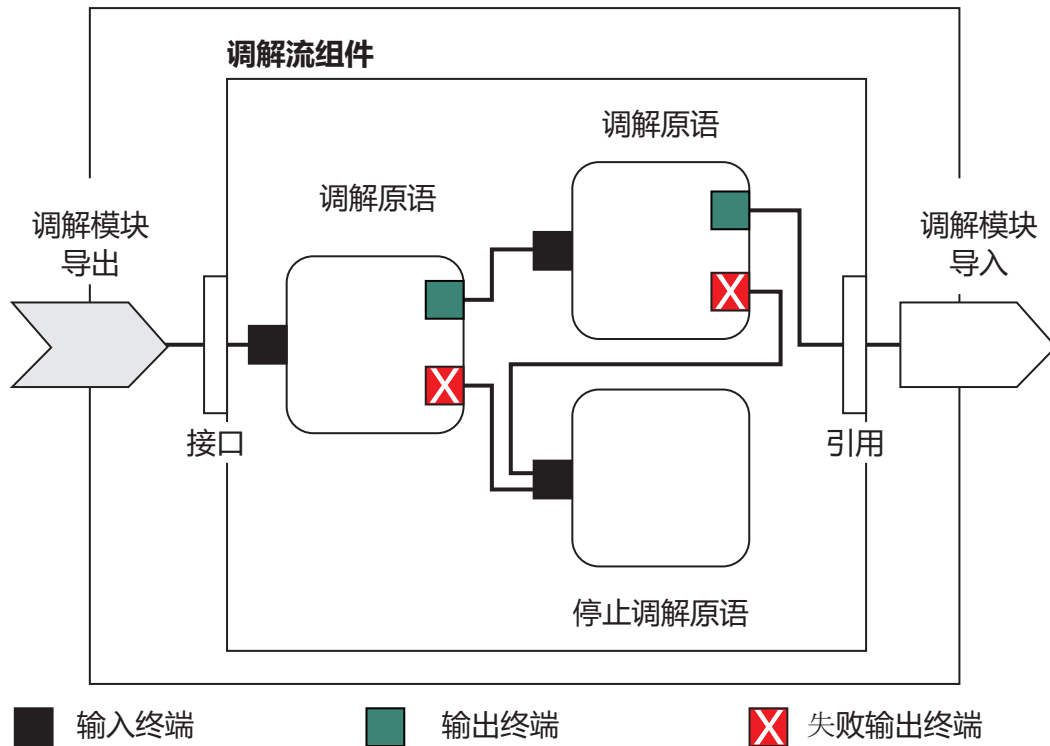 调解流组件
调解原语
调解原语
调解模块
导出
调解模块
导入
接口
引用
停止调解原语
输入终端
输出终端
失败输出终端